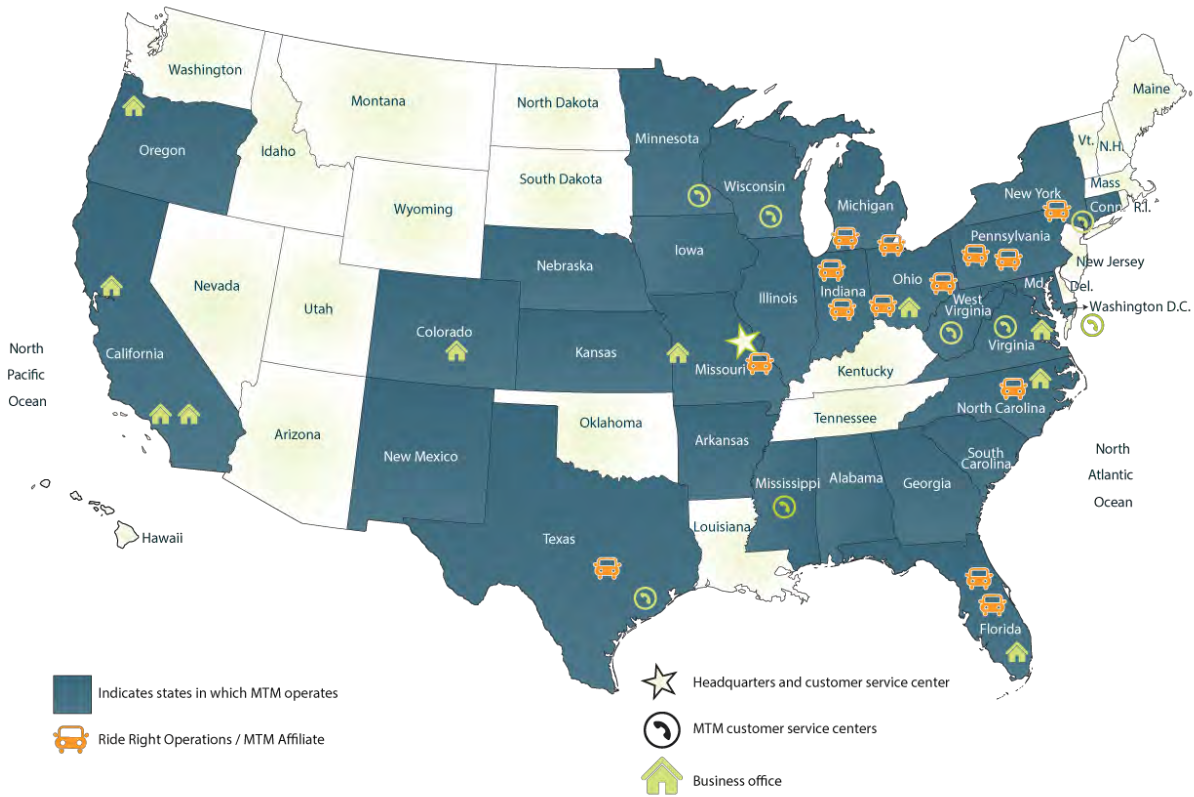 Washington
Montana
North Dakota
Minnesota
Maine
Oregon
Idaho
South Dakota
Wisconsin
Vt.
N.H.
Wyoming
Michigan
New York
Mass
Conn.
R.I.
Nebraska
Iowa
Pennsylvania
New Jersey
Nevada
Utah
Illinois
Indiana
Ohio
Md.
Del.
Washington D.C.
West
Virginia
Colorado
Kansas
Missouri
Virginia
North
Pacific
Ocean
California
Kentucky
Arizona
Oklahoma
Tennessee
North Carolina
New Mexico
Arkansas
South
Carolina
North
Atlantic
Ocean
Mississippi
Alabama
Georgia
Hawaii
Texas
Louisiana
Florida
Indicates states in which MTM operates
Ride Right Operations / MTM Affiliate
Headquarters and customer service center
MTM customer service centers
Business office